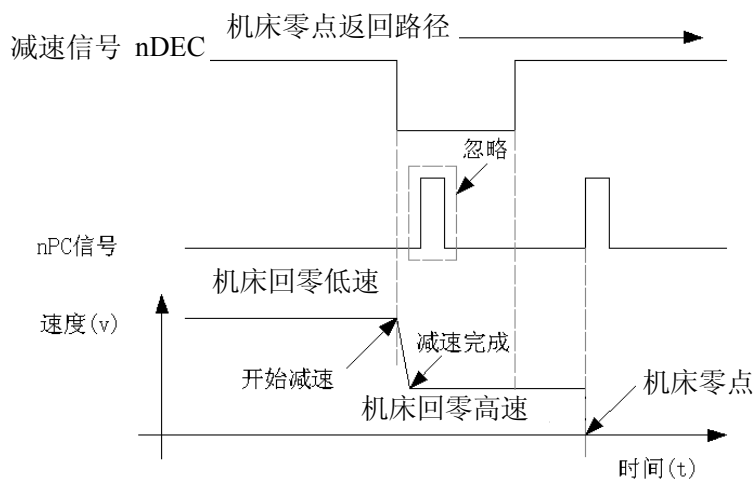 机床零点返回路径
减速信号 nDEC
忽略
nPC信号
机床回零低速
速度(v)
减速完成
开始减速
机床零点
机床回零高速
时间(t)